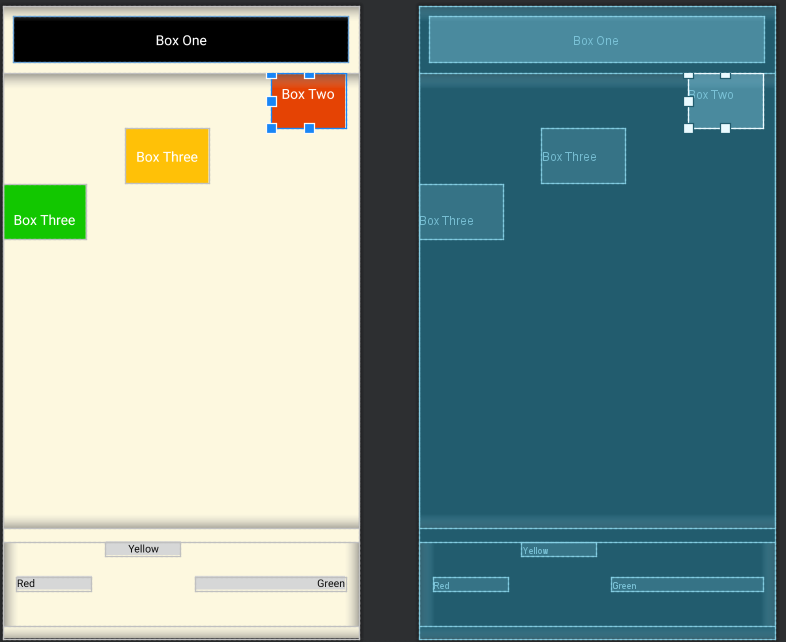 Box One
Box Two
Box Three
Box Three
Yellow
Red
Green
Box One
Box Two
Box Three
Box Three
Yellow
Red
Green